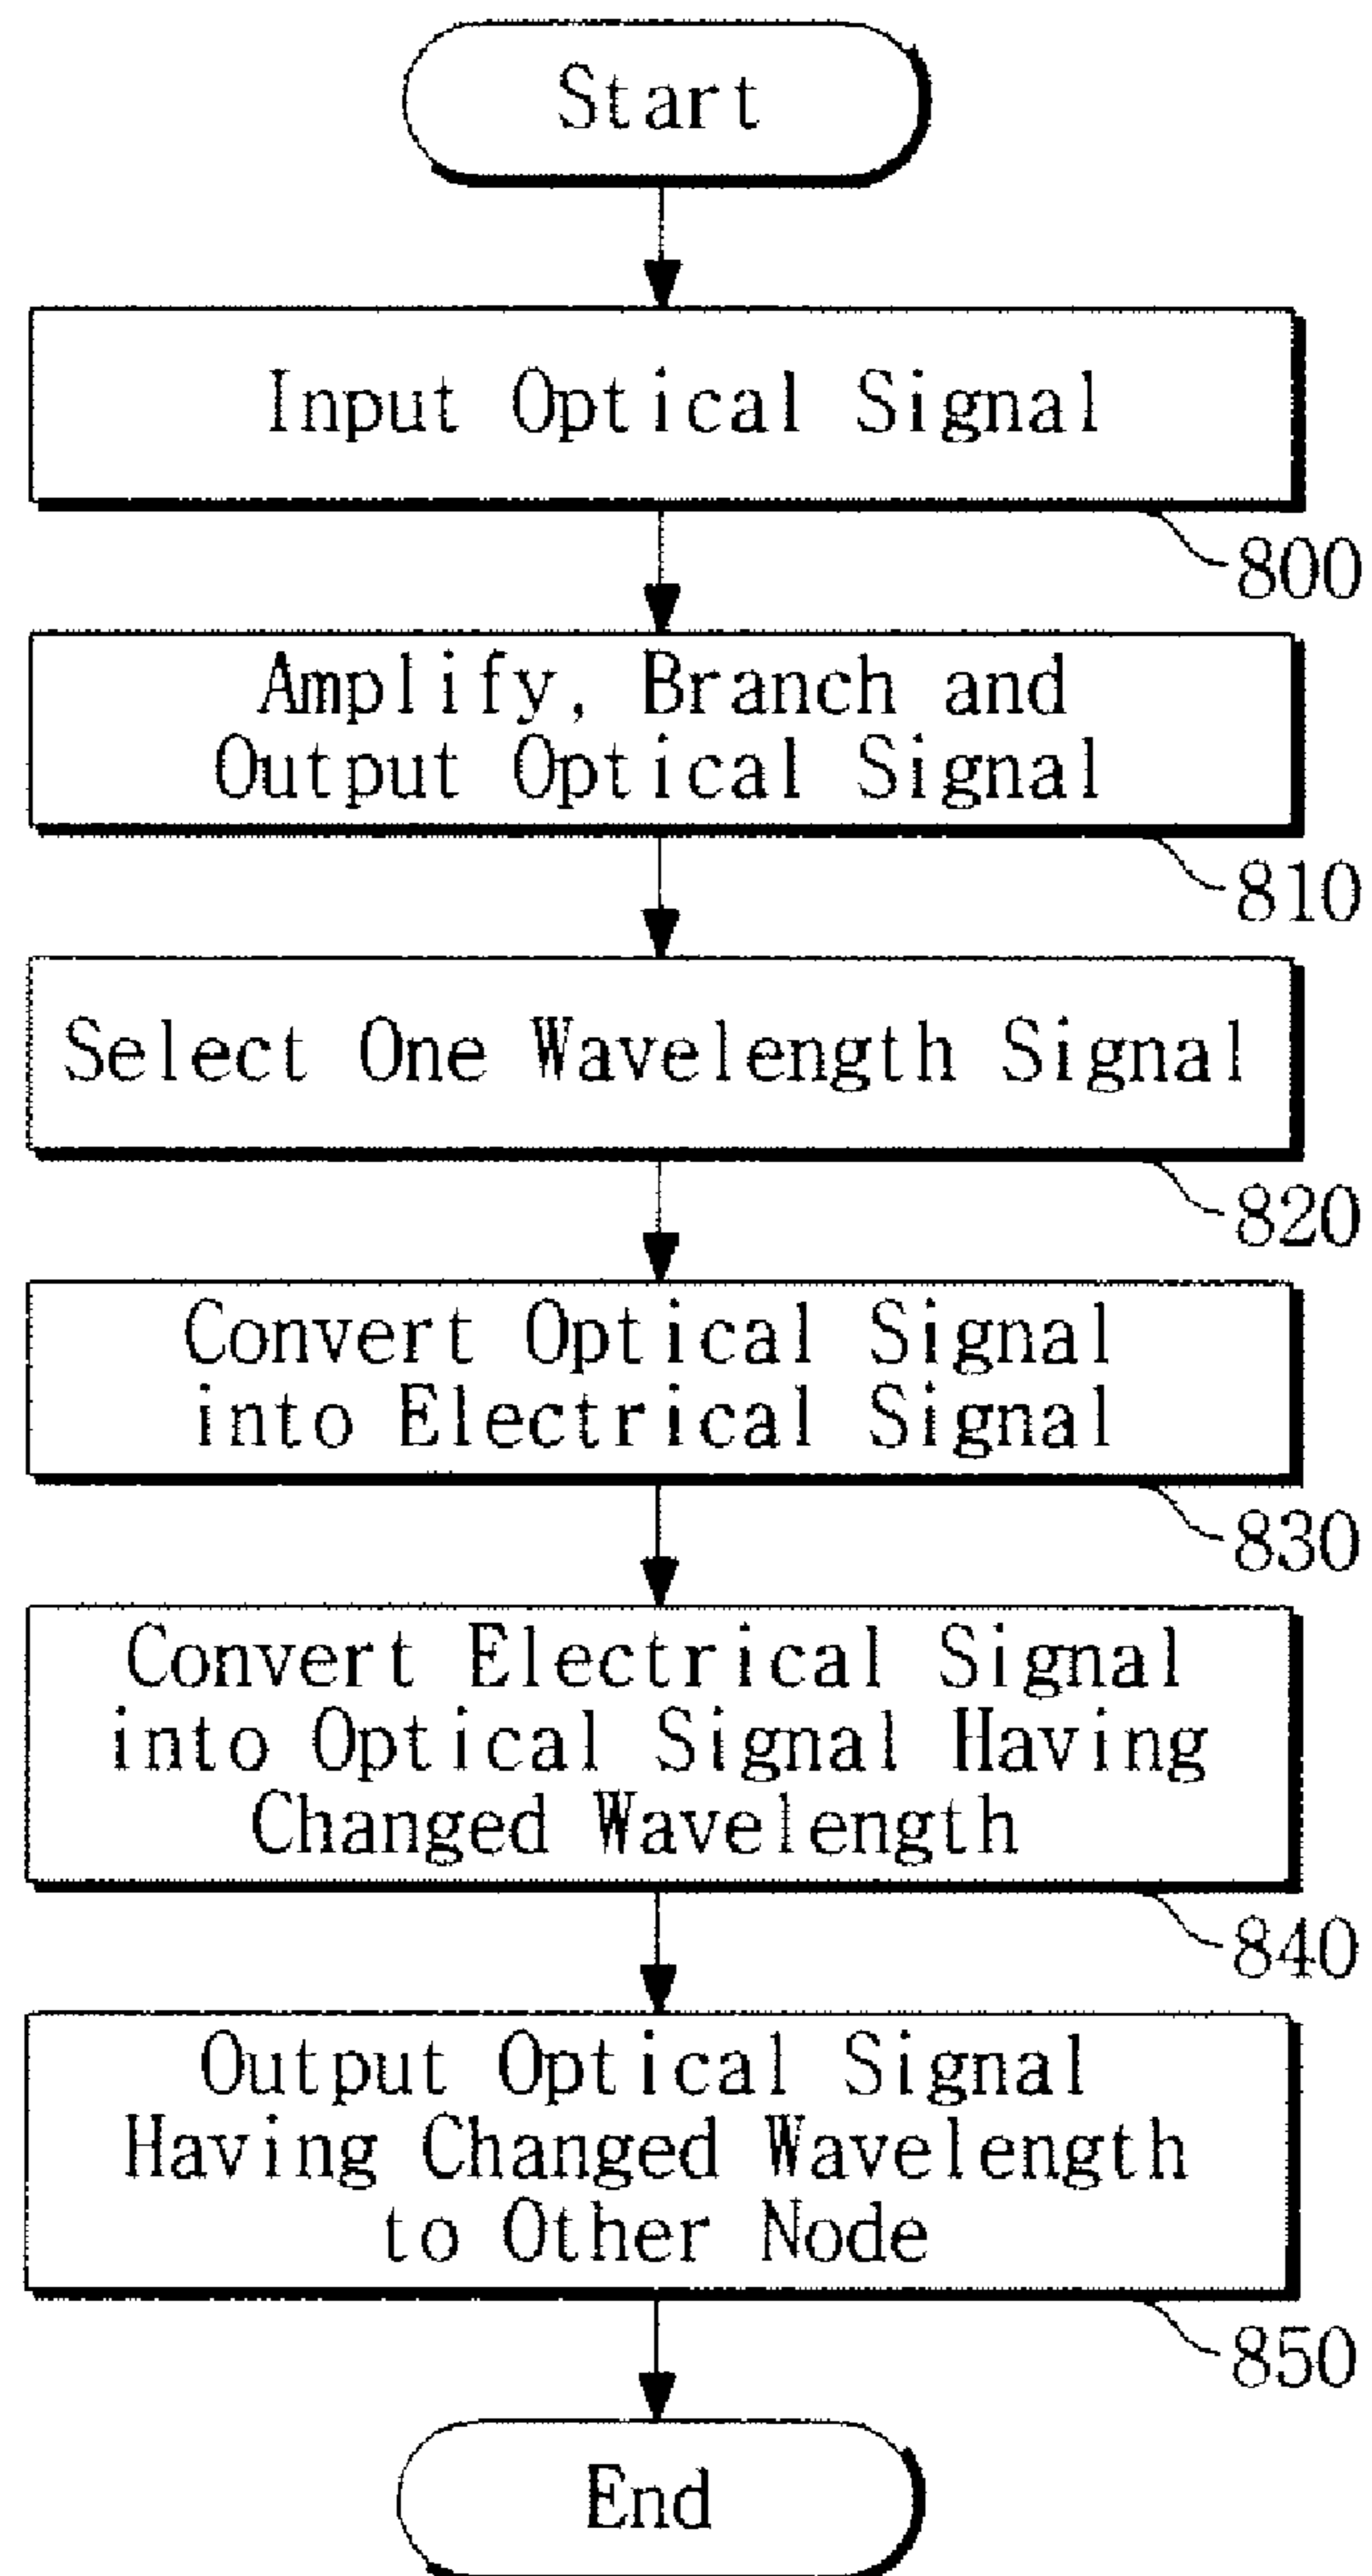 Start
Input Optical Signal
800
Amplify, Branch and
Output Optical Signal
810
Select One Wavelength Signal
820
Convert Optical Signal
into Electrical Signal
830
Convert Electrical Signal
into Optical Signal Having
Changed Wavelength
840
Output Optical Signal
Having Changed Wavelength
to Other Node
850
End